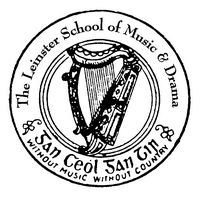 The Leinster School of Music & Drama
Gan Ceol Gan Tír
WITHOUT MUSIC WITHOUT COUNTRY